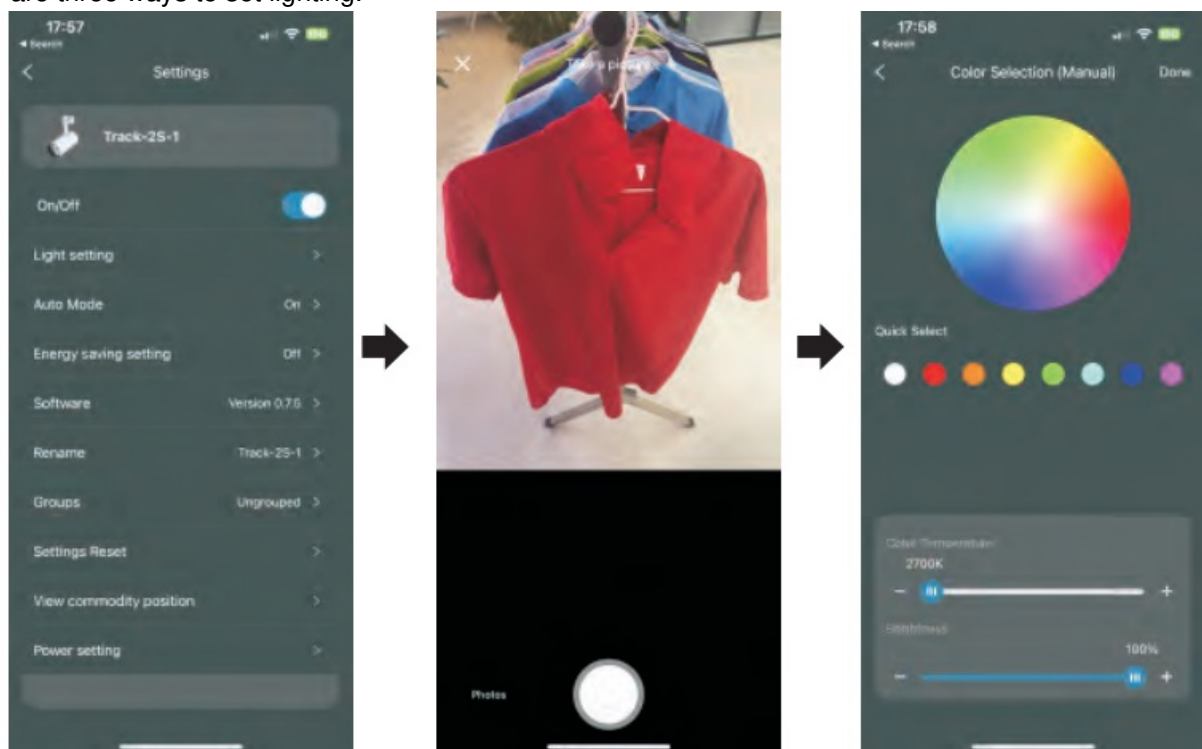 are three ways to set lighting.
17:57
◀ Search
Settings
Track-2S-1
On/Off
Light setting
Auto Mode On
Energy saving setting Off
Software Version 0.7.5
Rename Track-2S-1
Groups Ungrouped
Settings Reset
View commodity position
Power setting
Take a picture
Photos
17:58
◀ Search
Color Selection (Manual) Done
Quick Select
Color Temperature
2700K
Brightness
100%